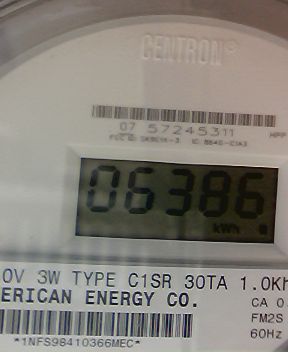 CENTRON®
07 57245311
06386
kWh
0V 3W TYPE C1SR 30TA 1.0Kh
ERICAN ENERGY CO.
CA 0.
FM2S
60Hz
*1NFS98410366MEC*